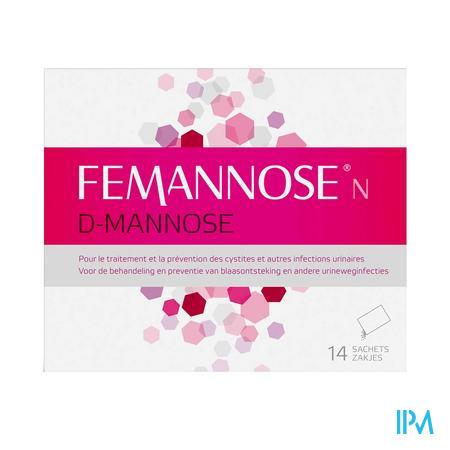 FEMANNOSE® N
D-MANNOSE
Pour le traitement et la prévention des cystites et autres infections urinaires
Voor de behandeling en preventie van blaasontsteking en andere urineweginfecties
14 SACHETS
ZAKJES
IPM